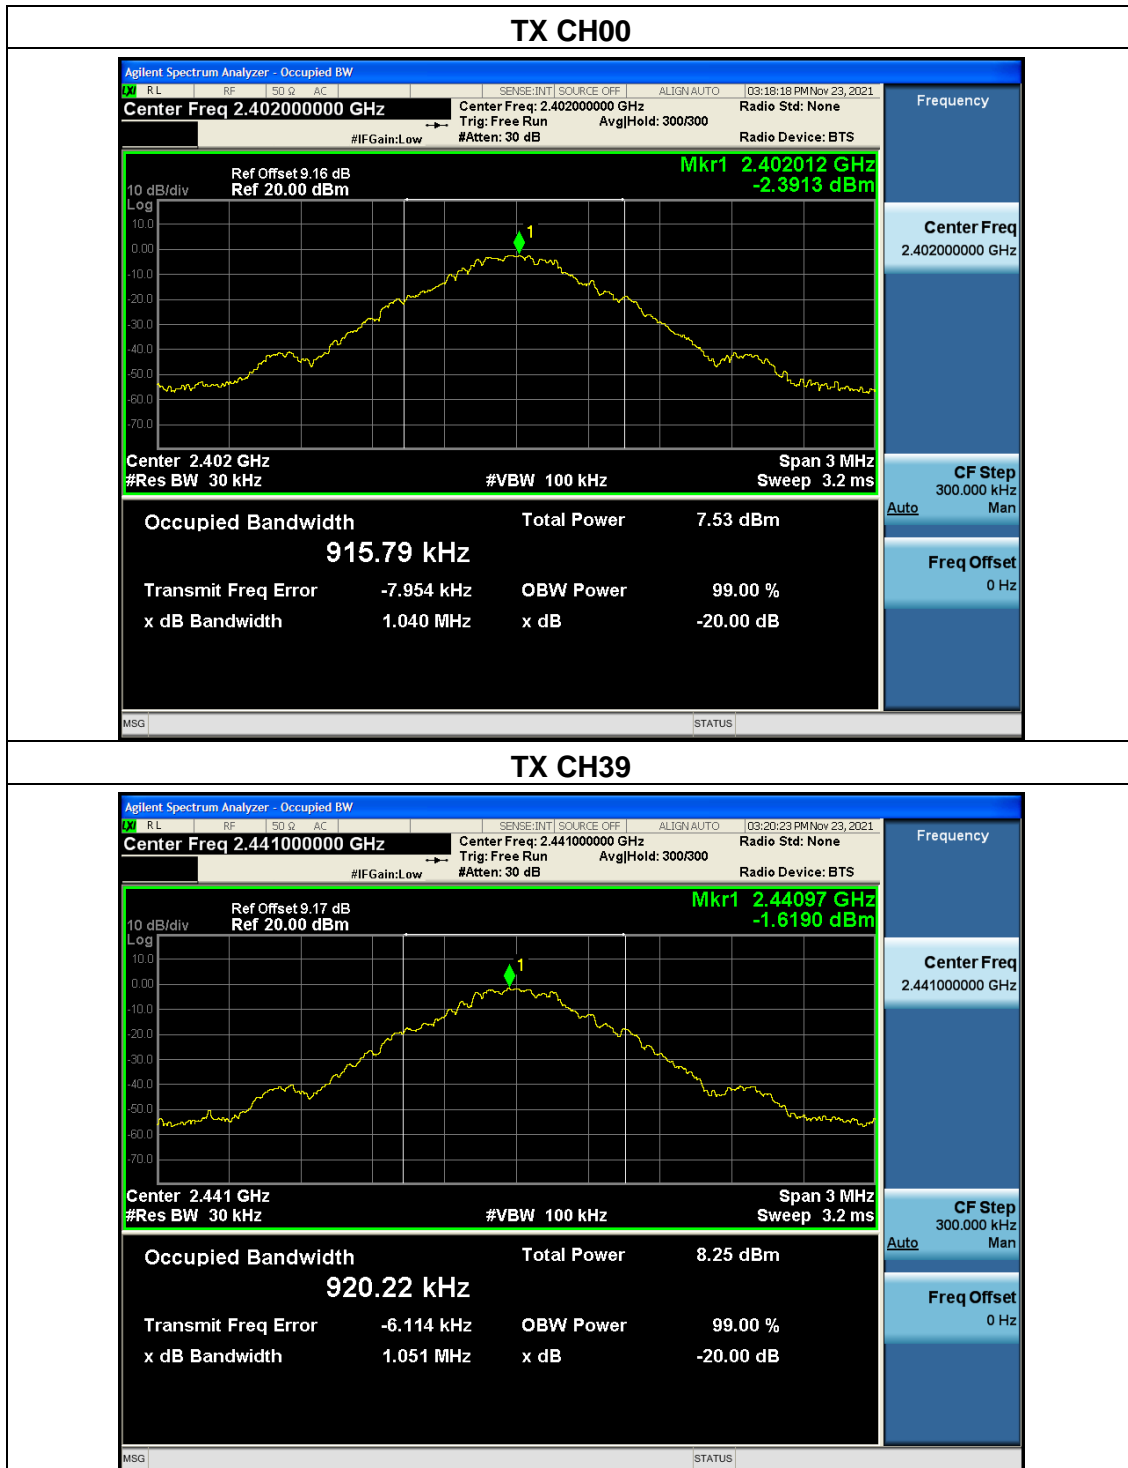 TX CH00
Agilent Spectrum Analyzer - Occupied BW
LXI RL RF 50 Ω AC SENSE:INT SOURCE OFF ALIGN AUTO 03:18:18 PM Nov 23, 2021
Center Freq 2.402000000 GHz
Center Freq: 2.402000000 GHz Radio Std: None
Trig: Free Run Avg|Hold: 300/300
#IFGain:Low #Atten: 30 dB Radio Device: BTS
Frequency
Mkr1 2.402012 GHz
-2.3913 dBm
Ref Offset 9.16 dB
10 dB/div Ref 20.00 dBm
Log
10.0
0.00
-10.0
-20.0
-30.0
-40.0
-50.0
-60.0
-70.0
1
Center 2.402 GHz Span 3 MHz
#Res BW 30 kHz #VBW 100 kHz Sweep 3.2 ms
Center Freq
2.402000000 GHz
CF Step
300.000 kHz
Auto Man
Freq Offset
0 Hz
Occupied Bandwidth Total Power 7.53 dBm
915.79 kHz
Transmit Freq Error -7.954 kHz OBW Power 99.00 %
x dB Bandwidth 1.040 MHz x dB -20.00 dB
MSG STATUS
TX CH39
Agilent Spectrum Analyzer - Occupied BW
LXI RL RF 50 Ω AC SENSE:INT SOURCE OFF ALIGN AUTO 03:20:23 PM Nov 23, 2021
Center Freq 2.441000000 GHz
Center Freq: 2.441000000 GHz Radio Std: None
Trig: Free Run Avg|Hold: 300/300
#IFGain:Low #Atten: 30 dB Radio Device: BTS
Frequency
Mkr1 2.44097 GHz
-1.6190 dBm
Ref Offset 9.17 dB
10 dB/div Ref 20.00 dBm
Log
10.0
0.00
-10.0
-20.0
-30.0
-40.0
-50.0
-60.0
-70.0
1
Center 2.441 GHz Span 3 MHz
#Res BW 30 kHz #VBW 100 kHz Sweep 3.2 ms
Center Freq
2.441000000 GHz
CF Step
300.000 kHz
Auto Man
Freq Offset
0 Hz
Occupied Bandwidth Total Power 8.25 dBm
920.22 kHz
Transmit Freq Error -6.114 kHz OBW Power 99.00 %
x dB Bandwidth 1.051 MHz x dB -20.00 dB
MSG STATUS